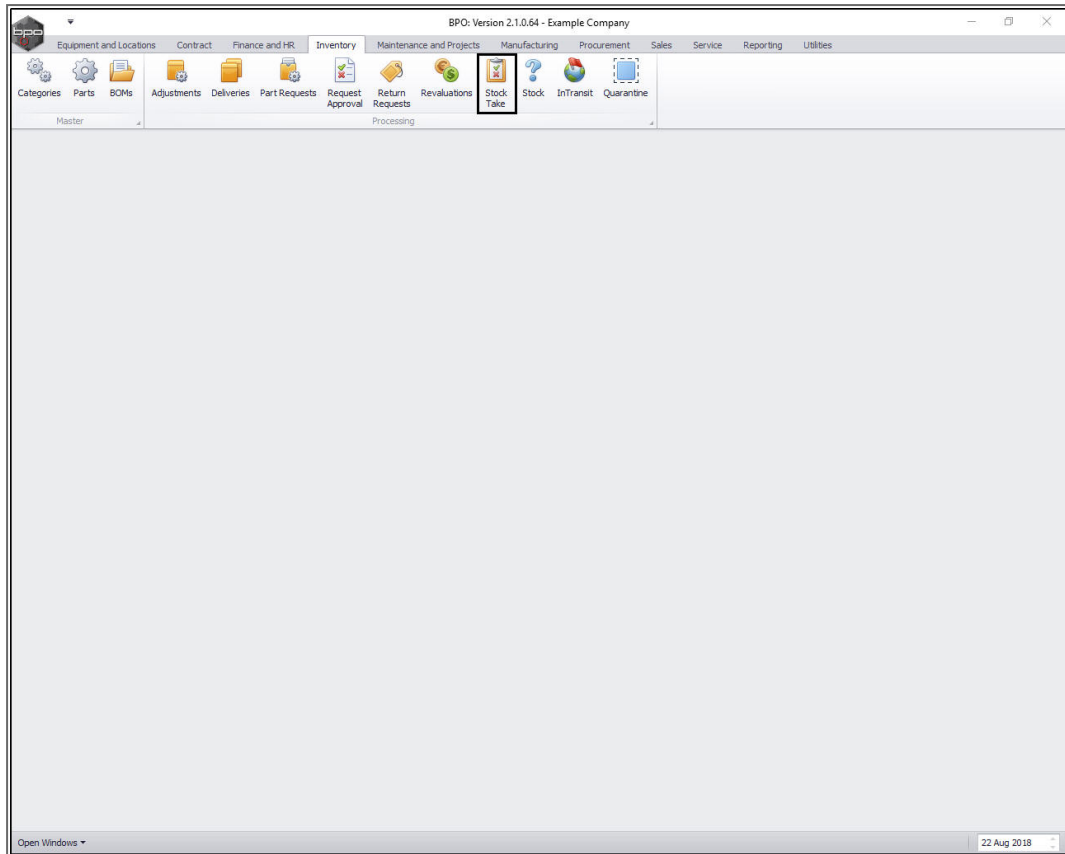 BPO: Version 2.1.0.64 - Example Company
bpo
Equipment and Locations Contract Finance and HR Inventory Maintenance and Projects Manufacturing Procurement Sales Service Reporting Utilities
Categories Parts BOMs Adjustments Deliveries Part Requests Request Approval Return Requests Revaluations Stock Take Stock InTransit Quarantine
Master Processing
Open Windows 22 Aug 2018